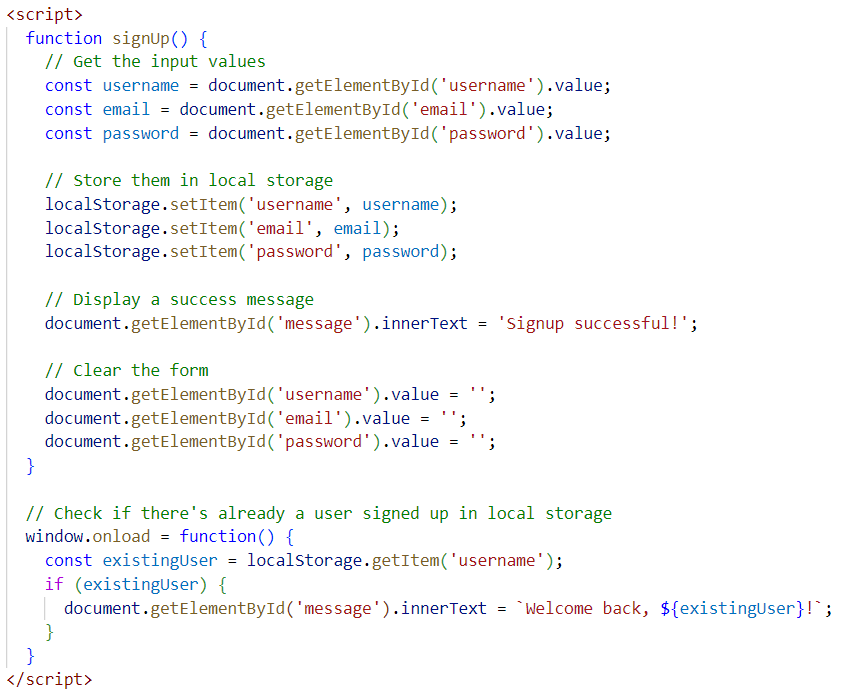 <script>
function signUp() {
// Get the input values
const username = document.getElementById('username').value;
const email = document.getElementById('email').value;
const password = document.getElementById('password').value;
// Store them in local storage
localStorage.setItem('username', username);
localStorage.setItem('email', email);
localStorage.setItem('password', password);
// Display a success message
document.getElementById('message').innerText = 'Signup successful!';
// Clear the form
document.getElementById('username').value = '';
document.getElementById('email').value = '';
document.getElementById('password').value = '';
}
// Check if there's already a user signed up in local storage
window.onload = function() {
const existingUser = localStorage.getItem('username');
if (existingUser) {
document.getElementById('message').innerText = `Welcome back, ${existingUser}!`;
}
}
</script>